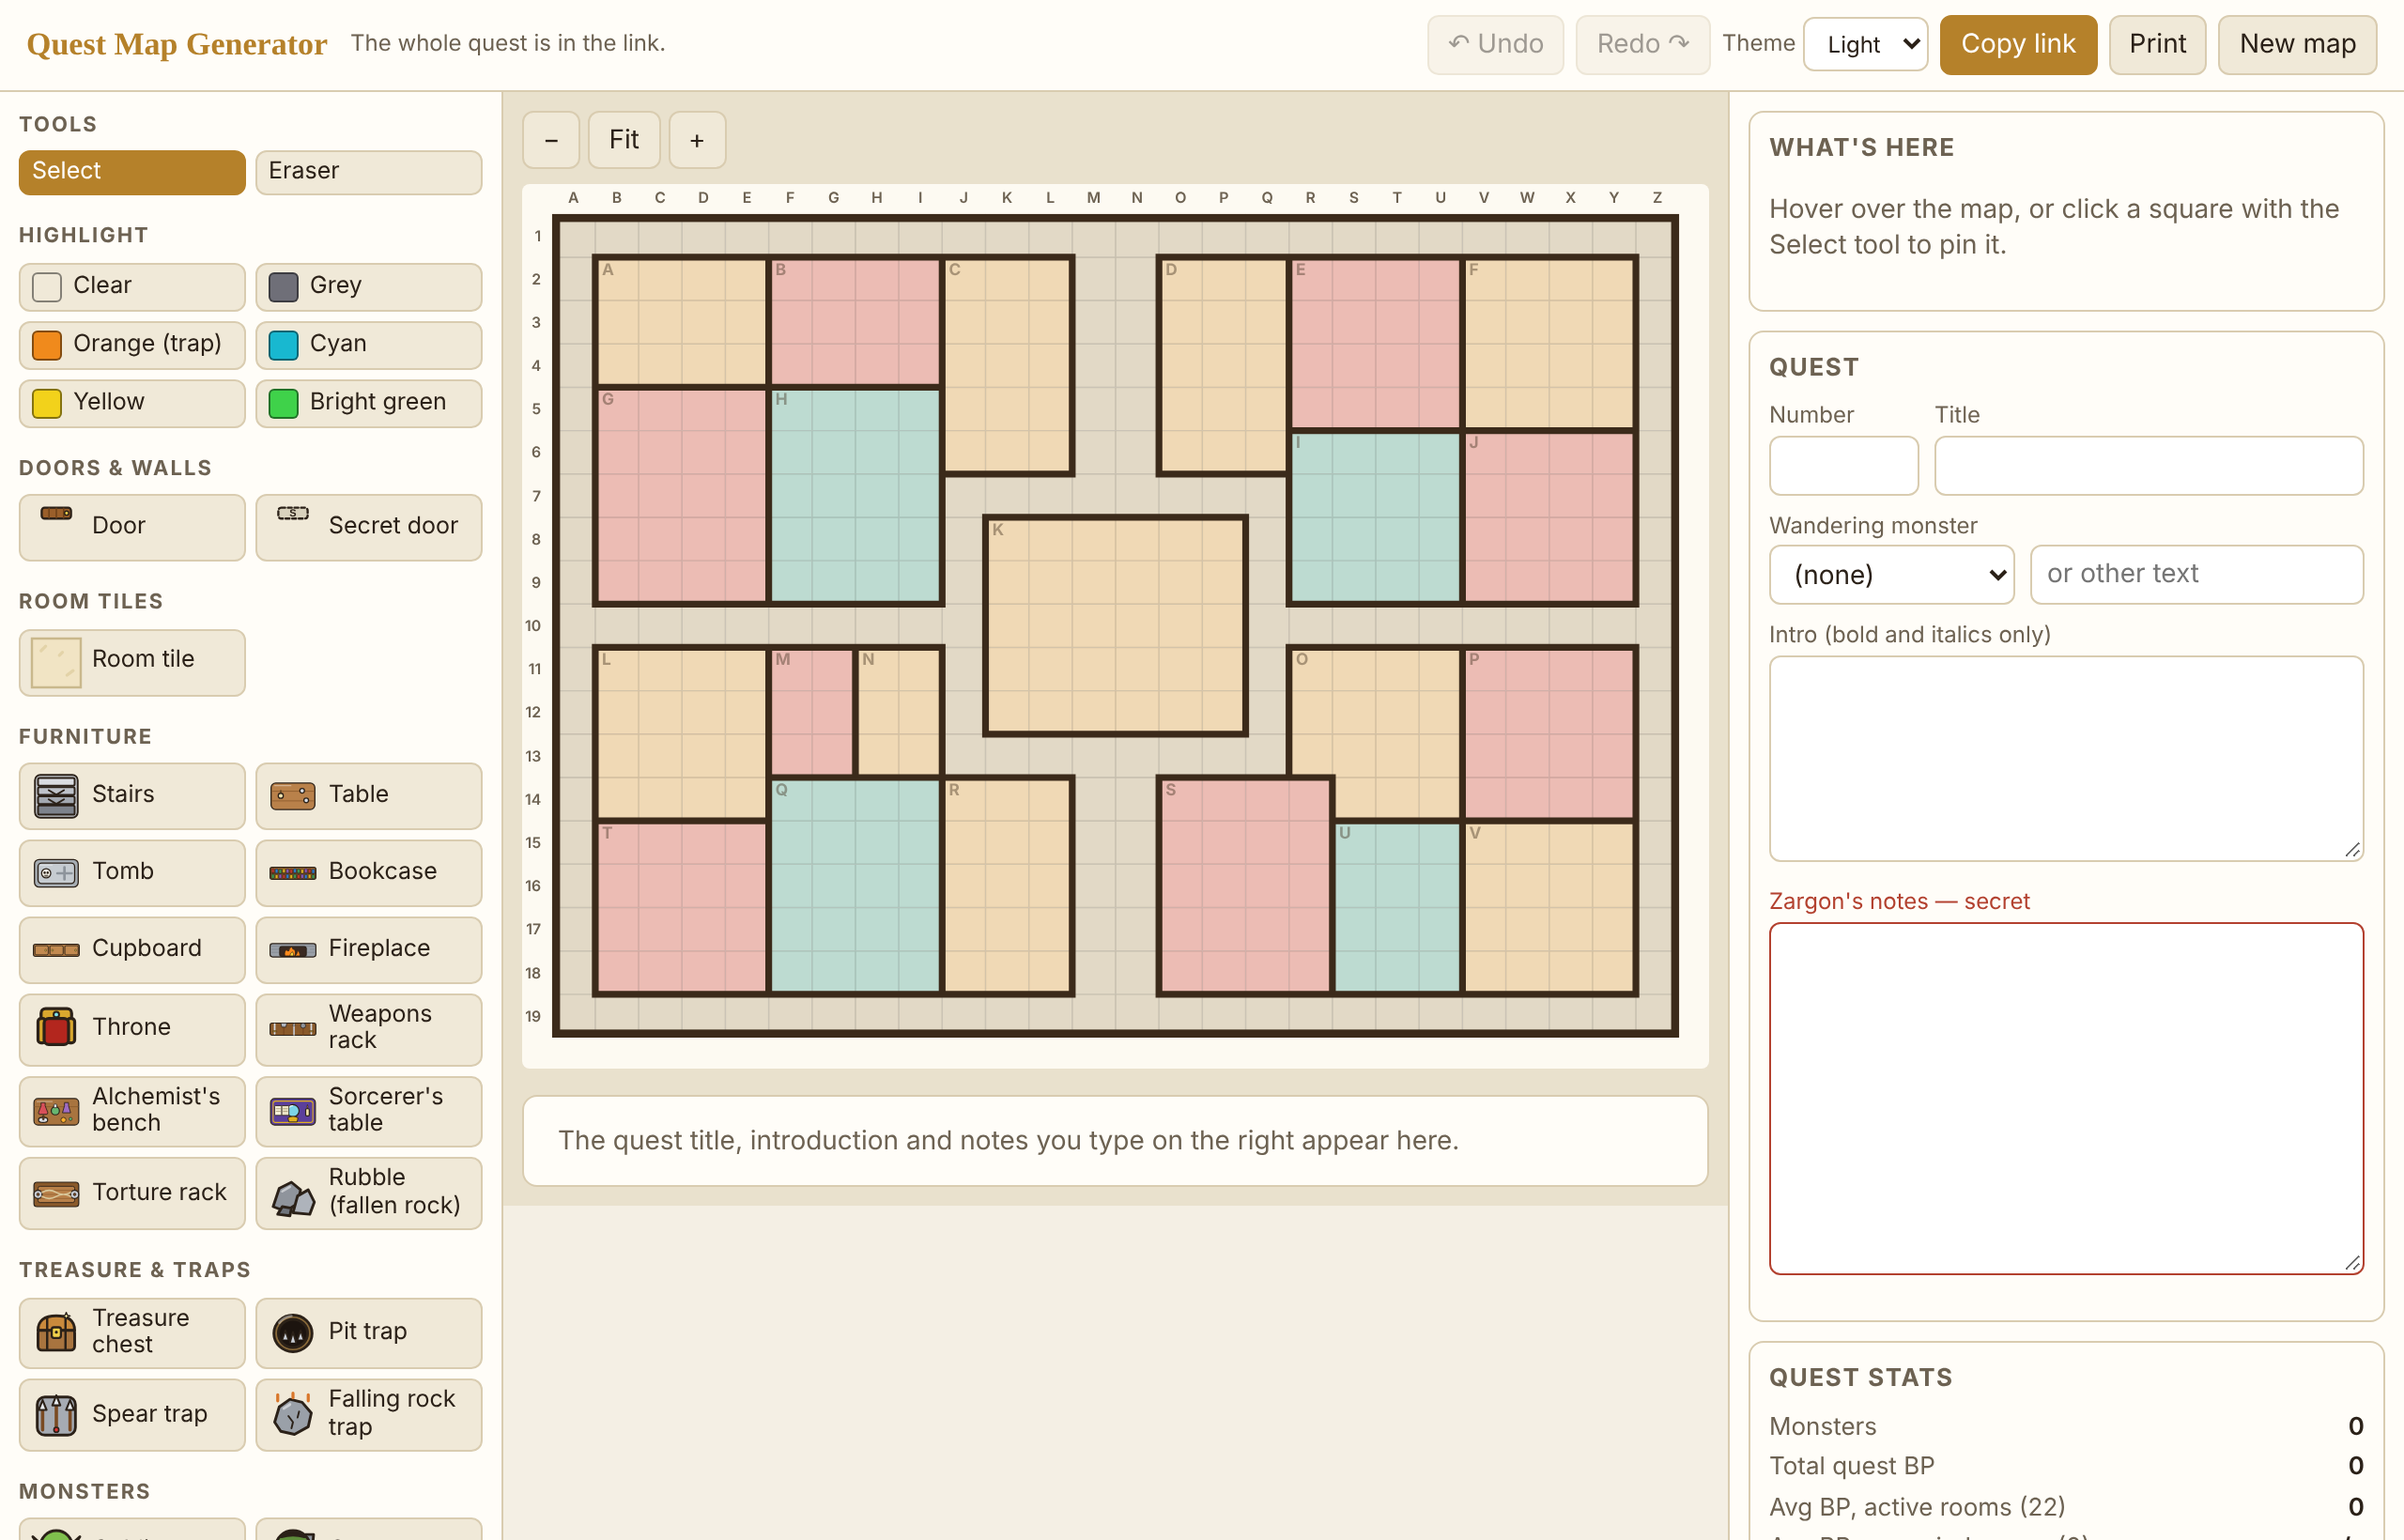 Quest Map Generator
The whole quest is in the link.
↶ Undo
Redo ↷
Theme
Light
Copy link
Print
New map
TOOLS
Select
Eraser
HIGHLIGHT
Clear
Grey
Orange (trap)
Cyan
Yellow
Bright green
DOORS & WALLS
Door
S
Secret door
ROOM TILES
Room tile
FURNITURE
Stairs
Table
Tomb
Bookcase
Cupboard
Fireplace
Throne
Weapons
rack
Alchemist's
bench
Sorcerer's
table
Torture rack
Rubble
(fallen rock)
TREASURE & TRAPS
Treasure
chest
Pit trap
Spear trap
Falling rock
trap
MONSTERS
−
Fit
+
A B C D E F G H I J K L M N O P Q R S T U V W X Y Z
1
2
3
4
5
6
7
8
9
10
11
12
13
14
15
16
17
18
19
A B C D E F
G H
I J
K
L M N O P
Q R S
T U V
The quest title, introduction and notes you type on the right appear here.
WHAT'S HERE
Hover over the map, or click a square with the
Select tool to pin it.
QUEST
Number
Title
Wandering monster
(none)
or other text
Intro (bold and italics only)
Zargon's notes — secret
QUEST STATS
Monsters 0
Total quest BP 0
Avg BP, active rooms (22) 0